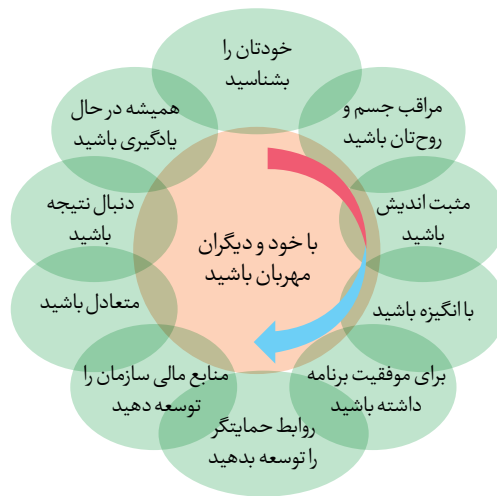 خودتان را
بشناسید
مراقب جسم و
روح‌تان باشید
مثبت اندیش
باشید
با انگیزه باشید
برای موفقیت برنامه
داشته باشید
روابط حمایتگر
را توسعه بدهید
منابع مالی سازمان را
توسعه دهید
متعادل باشید
دنبال نتیجه
باشید
همیشه در حال
یادگیری باشید
با خود و دیگران
مهربان باشید